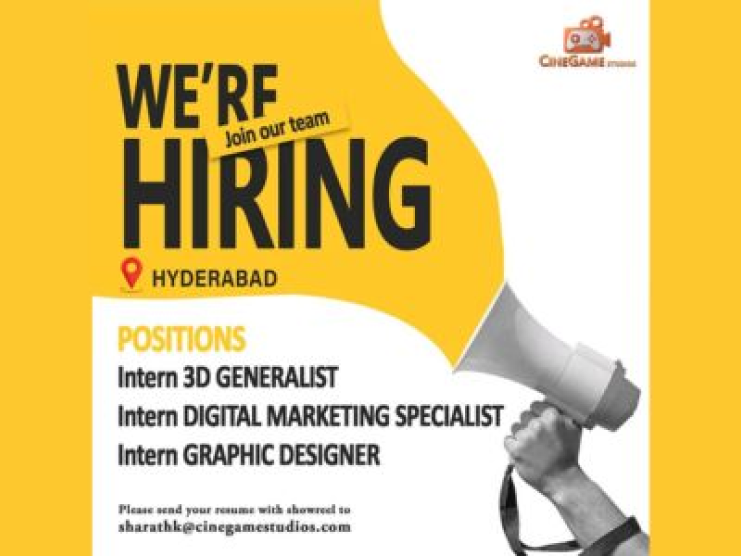 CINEGAME STUDIOS
WE'RE
Join our team
HIRING
HYDERABAD
POSITIONS
Intern 3D GENERALIST
Intern DIGITAL MARKETING SPECIALIST
Intern GRAPHIC DESIGNER
Please send your resume with showreel to
sharathk@cinegamestudios.com